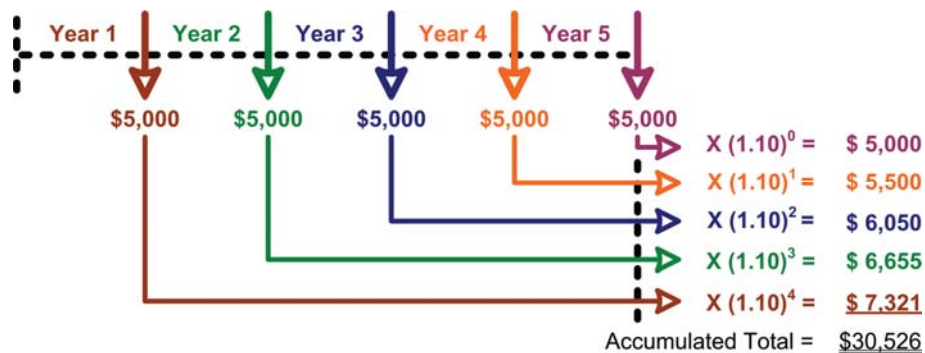 Year 1 Year 2 Year 3 Year 4 Year 5
$5,000 $5,000 $5,000 $5,000 $5,000
X (1.10)⁰ = $ 5,000
X (1.10)¹ = $ 5,500
X (1.10)² = $ 6,050
X (1.10)³ = $ 6,655
X (1.10)⁴ = $ 7,321
Accumulated Total = $30,526